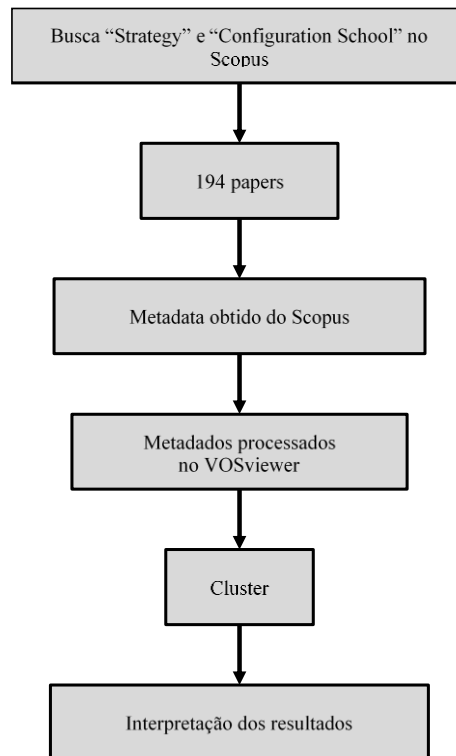 Busca “Strategy” e “Configuration School” no
Scopus
194 papers
Metadata obtido do Scopus
Metadados processados
no VOSviewer
Cluster
Interpretação dos resultados